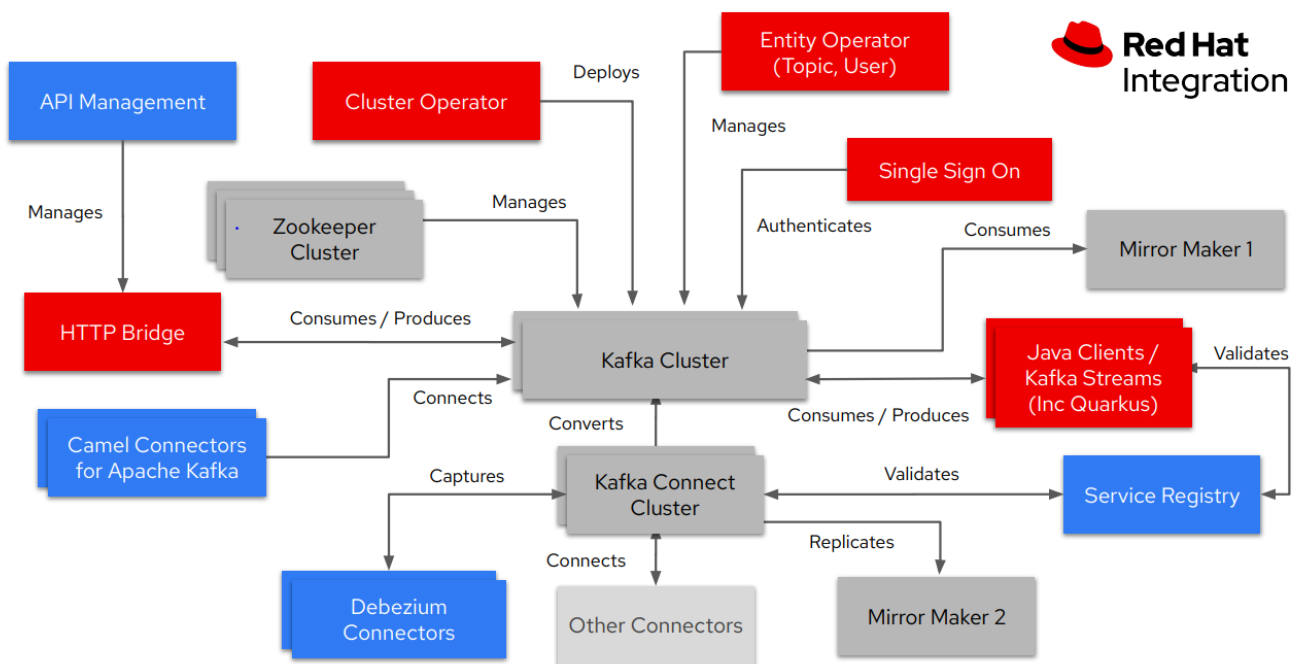 Entity Operator
(Topic, User)
Red Hat
Integration
API Management
Cluster Operator
Deploys
Manages
Single Sign On
Manages
Zookeeper
Cluster
Manages
Authenticates
Consumes
Mirror Maker 1
HTTP Bridge
Consumes / Produces
Kafka Cluster
Java Clients /
Kafka Streams
(Inc Quarkus)
Validates
Connects
Consumes / Produces
Converts
Camel Connectors
for Apache Kafka
Captures
Kafka Connect
Cluster
Validates
Service Registry
Replicates
Connects
Debezium
Connectors
Other Connectors
Mirror Maker 2